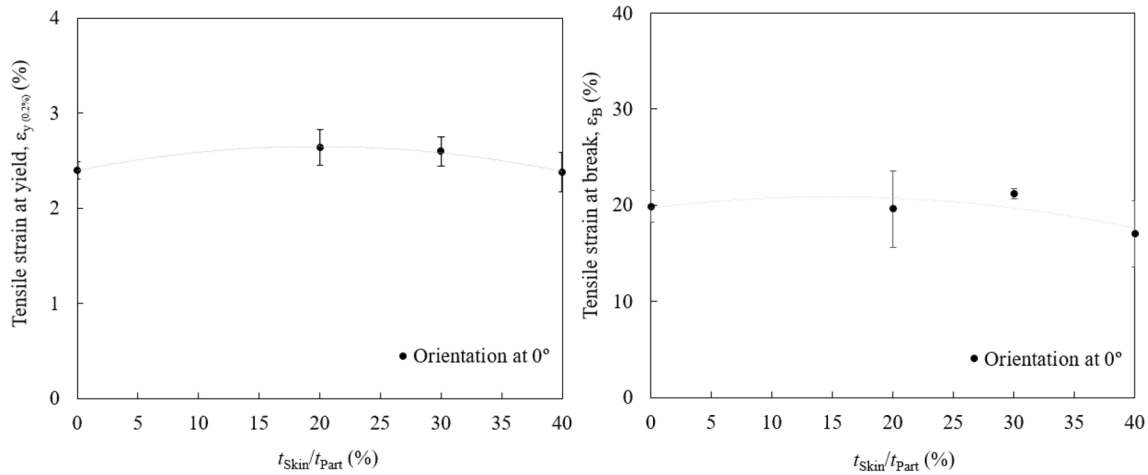 Tensile strain at yield, εy (0.2%) (%)
4
3
2
1
0
0 5 10 15 20 25 30 35 40
tSkin/tPart (%)
Orientation at 0°
Tensile strain at break, εB (%)
40
30
20
10
0
0 5 10 15 20 25 30 35 40
tSkin/tPart (%)
Orientation at 0°